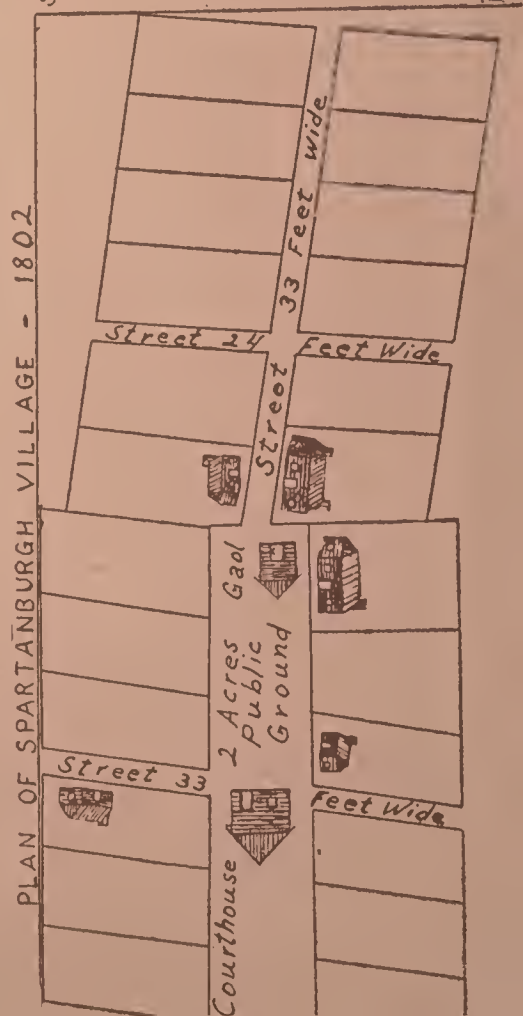 PLAN OF SPARTANBURGH VILLAGE - 1802
Street 33 Feet Wide
Street 24 Feet Wide
Gaol
2 Acres
Public
Ground
Street 33 Feet Wide
Courthouse